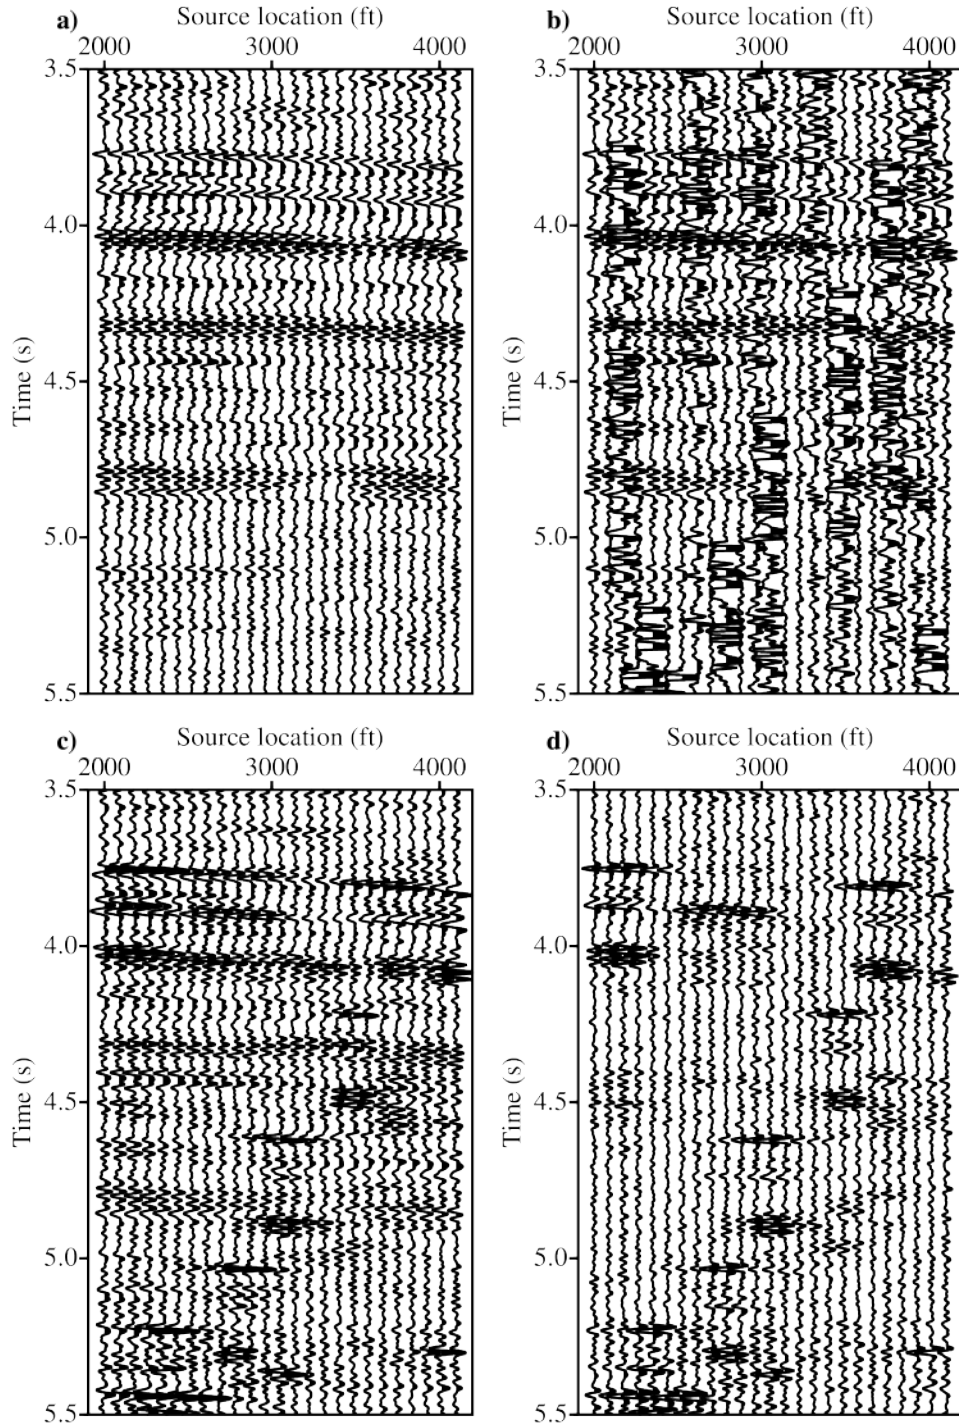 a) Source location (ft)
2000 3000 4000
3.5
4.0
4.5
5.0
5.5
Time (s)
b) Source location (ft)
2000 3000 4000
3.5
4.0
4.5
5.0
5.5
Time (s)
c) Source location (ft)
2000 3000 4000
3.5
4.0
4.5
5.0
5.5
Time (s)
d) Source location (ft)
2000 3000 4000
3.5
4.0
4.5
5.0
5.5
Time (s)